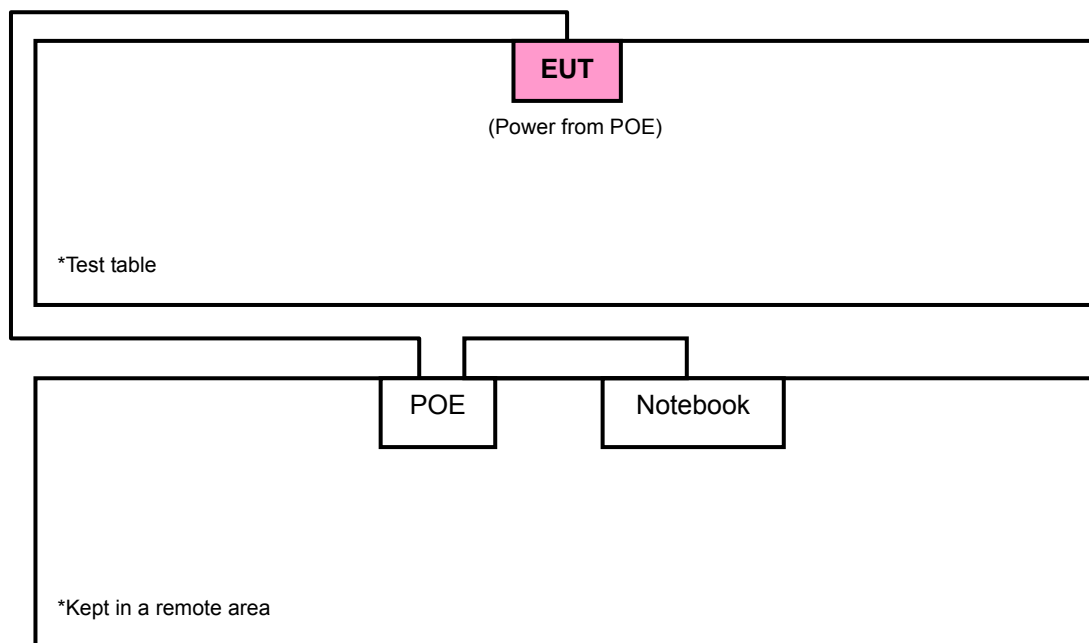 EUT
(Power from POE)
*Test table
POE
Notebook
*Kept in a remote area